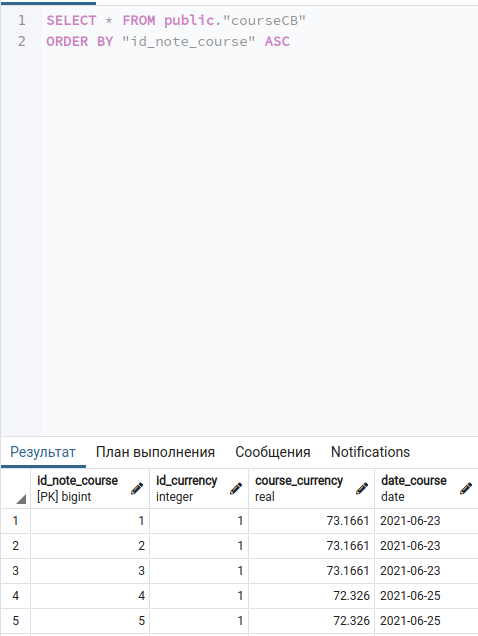 1 SELECT * FROM public."courseCB"
2 ORDER BY "id_note_course" ASC
Результат План выполнения Сообщения Notifications
id_note_course id_currency course_currency date_course
[PK] bigint integer real date
1 1 1 73.1661 2021-06-23
2 2 1 73.1661 2021-06-23
3 3 1 73.1661 2021-06-23
4 4 1 72.326 2021-06-25
5 5 1 72.326 2021-06-25